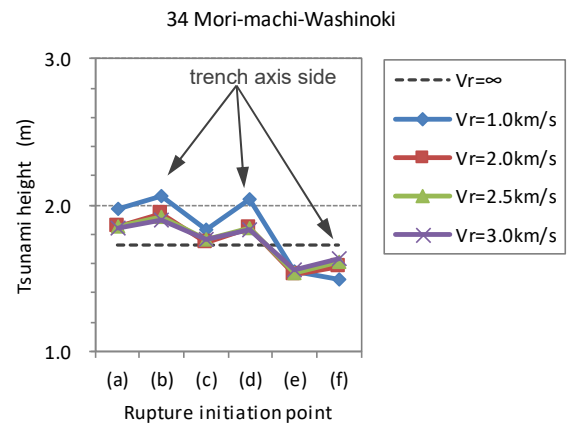 34 Mori-machi-Washinoki
3.0
trench axis side
2.0
1.0
Tsunami height (m)
(a) (b) (c) (d) (e) (f)
Rupture initiation point
Vr=∞
Vr=1.0km/s
Vr=2.0km/s
Vr=2.5km/s
Vr=3.0km/s